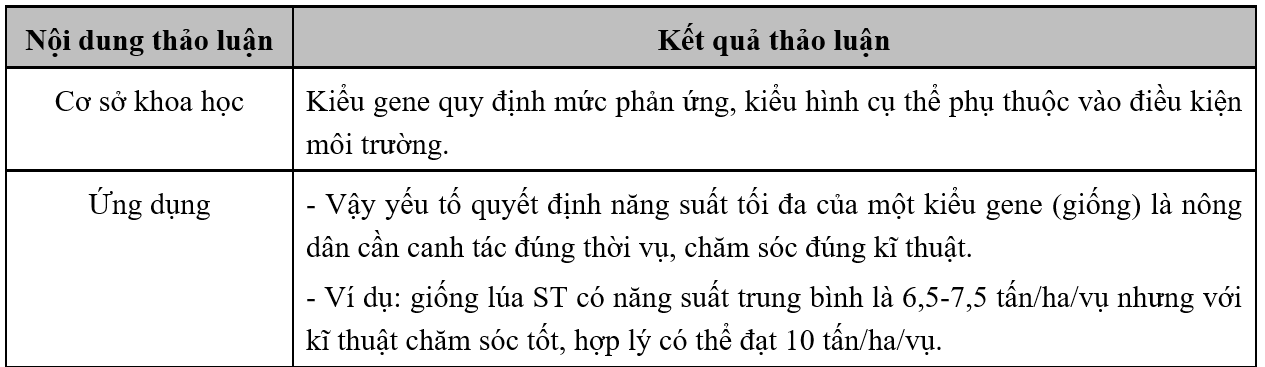 Nội dung thảo luận
Kết quả thảo luận
Cơ sở khoa học
Kiểu gene quy định mức phản ứng, kiểu hình cụ thể phụ thuộc vào điều kiện
môi trường.
Ứng dụng
- Vậy yếu tố quyết định năng suất tối đa của một kiểu gene (giống) là nông
dân cần canh tác đúng thời vụ, chăm sóc đúng kĩ thuật.
- Ví dụ: giống lúa ST có năng suất trung bình là 6,5-7,5 tấn/ha/vụ nhưng với
kĩ thuật chăm sóc tốt, hợp lý có thể đạt 10 tấn/ha/vụ.